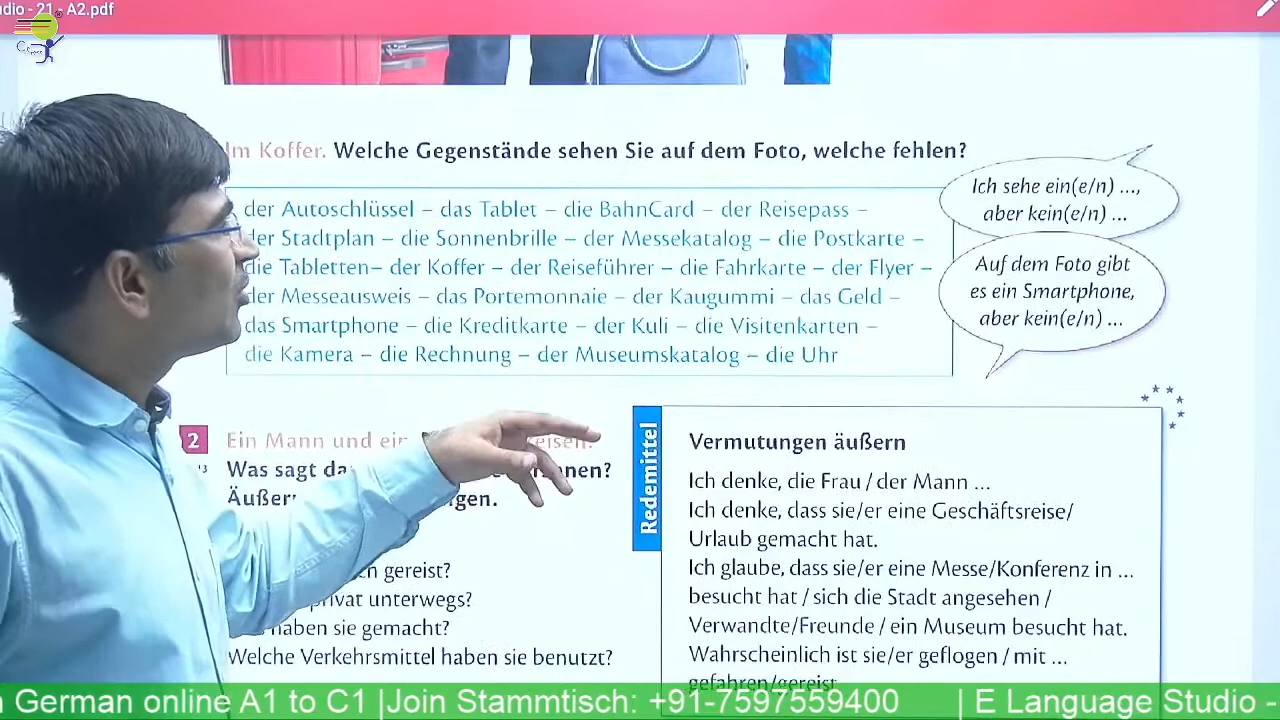 dio - 21 - A2.pdf
Im Koffer. Welche Gegenstände sehen Sie auf dem Foto, welche fehlen?
der Autoschlüssel – das Tablet – die BahnCard – der Reisepass –
der Stadtplan – die Sonnenbrille – der Messekatalog – die Postkarte –
die Tabletten– der Koffer – der Reiseführer – die Fahrkarte – der Flyer –
der Messeausweis – das Portemonnaie – der Kaugummi – das Geld –
das Smartphone – die Kreditkarte – der Kuli – die Visitenkarten –
die Kamera – die Rechnung – der Museumskatalog – die Uhr
Ich sehe ein(e/n) ...,
aber kein(e/n) ...
Auf dem Foto gibt
es ein Smartphone,
aber kein(e/n) ...
2 Ein Mann und
Was sagt
privat unterwegs?
haben sie gemacht?
Welche Verkehrsmittel haben sie benutzt?
gereist?
Redemittel
Vermutungen äußern
Ich denke, die Frau / der Mann ...
Ich denke, dass sie/er eine Geschäftsreise/
Urlaub gemacht hat.
Ich glaube, dass sie/er eine Messe/Konferenz in ...
besucht hat / sich die Stadt angesehen /
Verwandte/Freunde / ein Museum besucht hat.
Wahrscheinlich ist sie/er geflogen / mit ...
gefahren/gereist
German online A1 to C1 |Join Stammtisch: +91-7597559400 | E Language Studio -